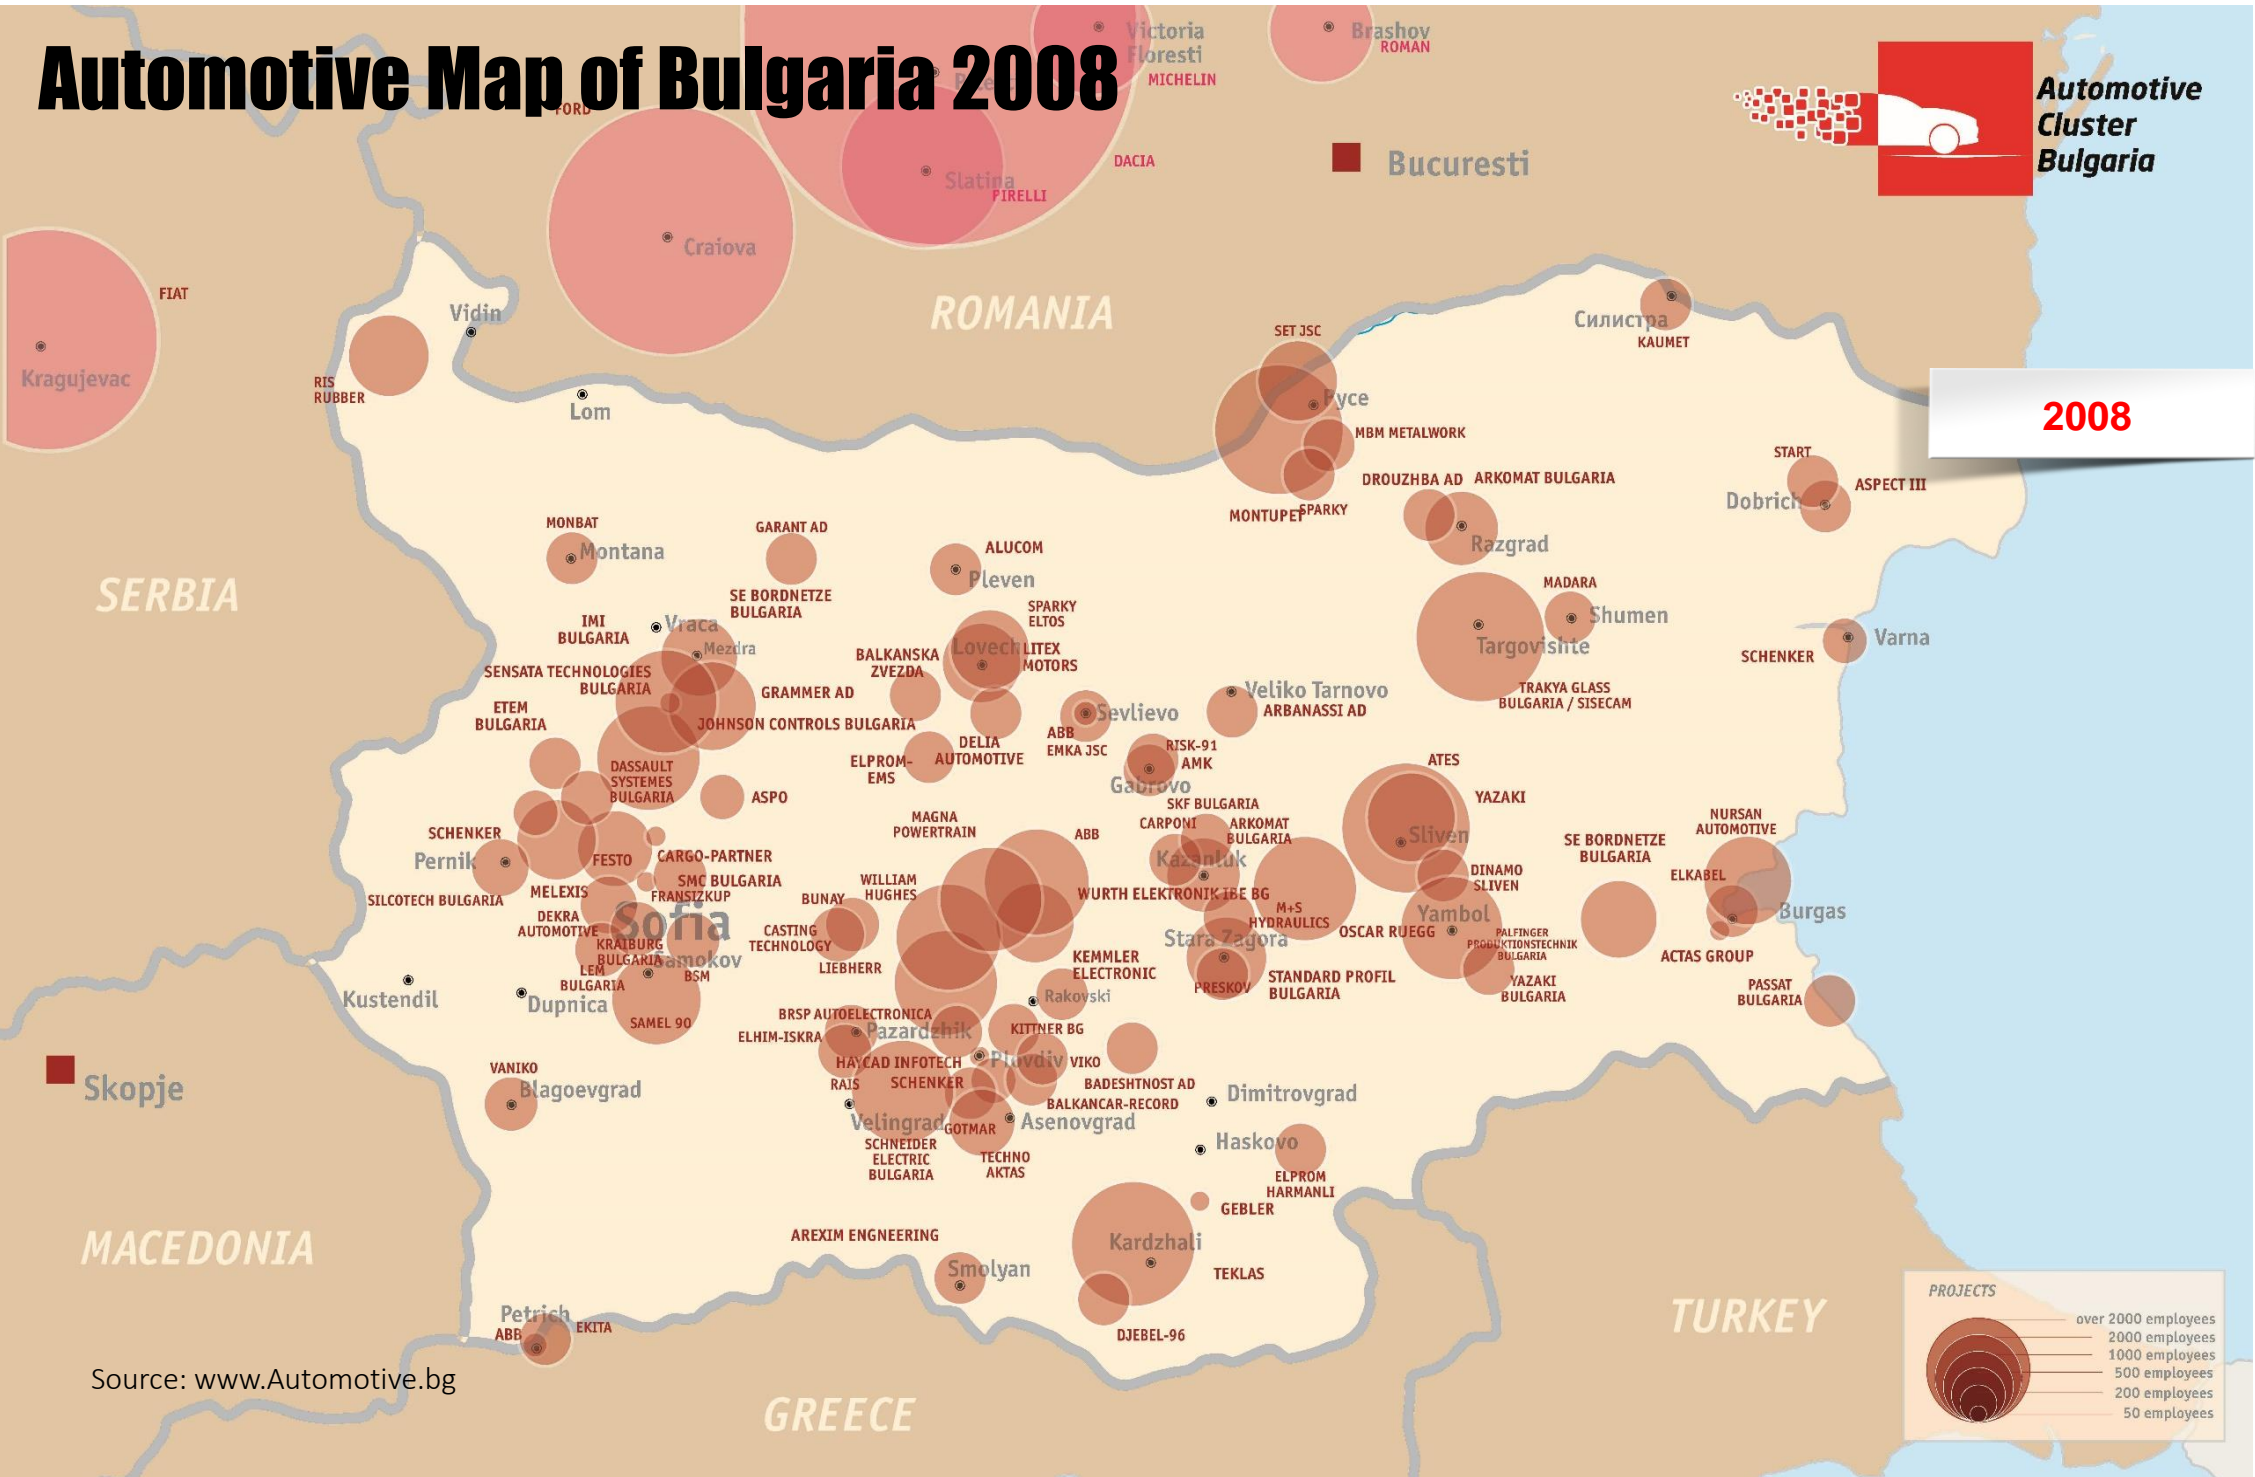 Automotive Map of Bulgaria 2008
Victoria
Floresti
MICHELIN
Brashov
ROMAN
FORD
DACIA
Slatina
PIRELLI
Bucuresti
Automotive
Cluster
Bulgaria
Craiova
FIAT
Kragujevac
ROMANIA
Vidin
RIS
RUBBER
Lom
SET JSC
Русе
MBM METALWORK
Силистра
KAUMET
2008
DROUZHBA AD
ARKOMAT BULGARIA
MONTUPET
SPARKY
Razgrad
START
ASPECT III
Dobrich
SERBIA
MONBAT
Montana
GARANT AD
ALUCOM
Pleven
SE BORDNETZE
BULGARIA
IMI
BULGARIA
Vraca
Mezdra
SPARKY
ELTOS
Lovech
LITEX
MOTORS
MADARA
Shumen
Targovishte
TRAKYA GLASS
BULGARIA / SISECAM
SCHENKER
Varna
SENSATA TECHNOLOGIES
BULGARIA
GRAMMER AD
BALKANSKA
ZVEZDA
ETEM
BULGARIA
JOHNSON CONTROLS BULGARIA
Sevlievo
ABB
EMKA JSC
Veliko Tarnovo
ARBANASSI AD
DELIA
AUTOMOTIVE
ELPROM-
EMS
RISK-91
AMK
Gabrovo
DASSAULT
SYSTEMES
BULGARIA
ASPO
ATES
YAZAKI
Sliven
SKF BULGARIA
CARPONI
ARKOMAT
BULGARIA
Kazanluk
MAGNA
POWERTRAIN
ABB
NURSAN
AUTOMOTIVE
SE BORDNETZE
BULGARIA
ELKABEL
Burgas
SCHENKER
Pernik
FESTO
CARGO-PARTNER
SMC BULGARIA
FRANSIZKUP
SILCOTECH BULGARIA
MELEXIS
WILLIAM
HUGHES
BUNAY
DINAMO
SLIVEN
WURTH ELEKTRONIK IBE BG
M+S
HYDRAULICS
OSCAR RUEGG
Yambol
PALFINGER
PRODUKTIONSTECHNIK
BULGARIA
DEKRA
AUTOMOTIVE
Sofia
KRAIBURG
BULGARIA
Samokov
BSM
LEM
BULGARIA
CASTING
TECHNOLOGY
LIEBHERR
Stara Zagora
KEMMLER
ELECTRONIC
PRESKOV
STANDARD PROFIL
BULGARIA
YAZAKI
BULGARIA
ACTAS GROUP
PASSAT
BULGARIA
Kustendil
Dupnica
SAMEL 90
Rakovski
BRSP AUTOELECTRONICA
ELHIM-ISKRA
Pazardzhik
KITTNER BG
HAYCAD INFOTECH
Plovdiv
VIKO
RAIS
SCHENKER
BADESHTNOST AD
BALKANCAR-RECORD
Skopje
VANIKO
Blagoevgrad
Velingrad
GOTMAR
Asenovgrad
Dimitrovgrad
SCHNEIDER
ELECTRIC
BULGARIA
TECHNO
AKTAS
Haskovo
ELPROM
HARMANLI
GEBLER
MACEDONIA
AREXIM ENGNEERING
Smolyan
Kardzhali
TEKLAS
DJEBEL-96
Petrich
ABB
EKITA
TURKEY
GREECE
Source: www.Automotive.bg
PROJECTS
over 2000 employees
2000 employees
1000 employees
500 employees
200 employees
50 employees